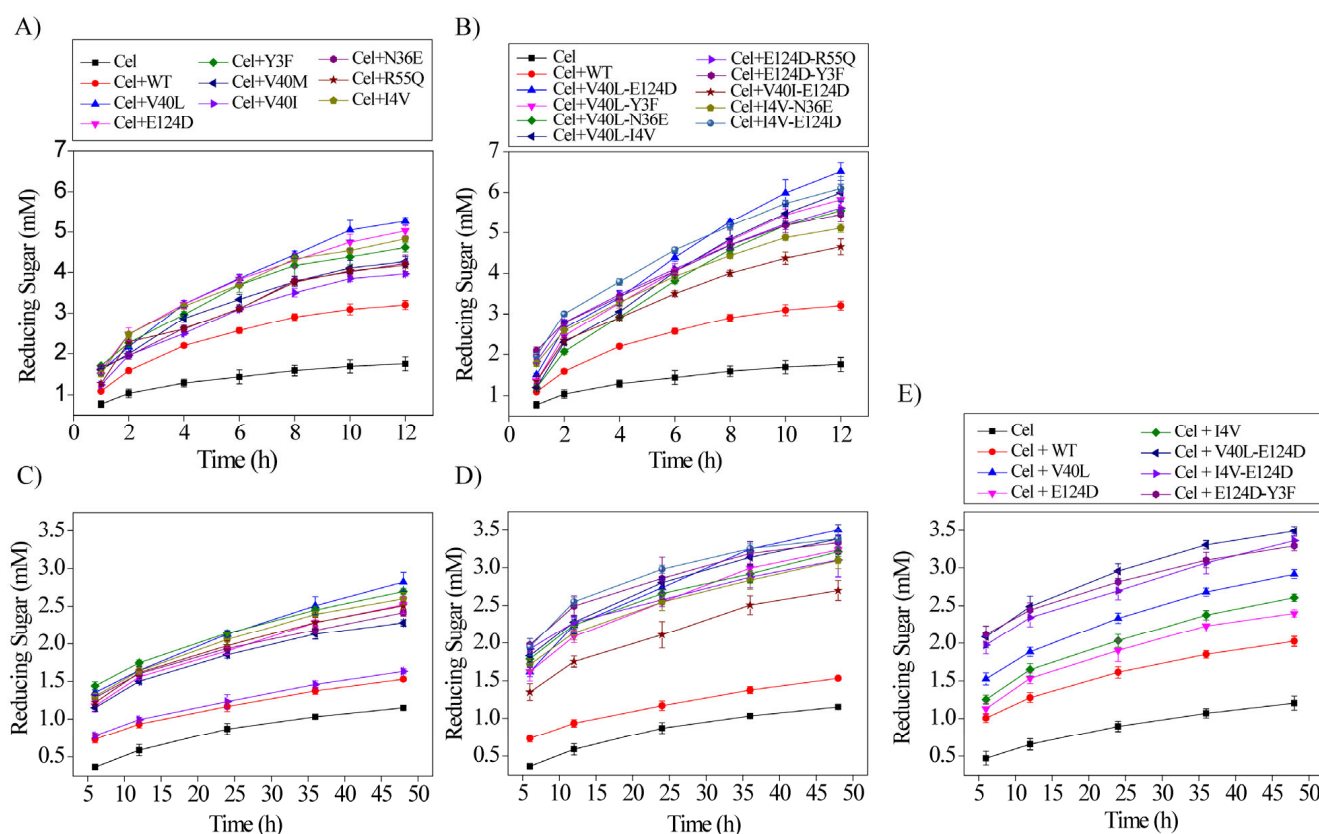 A)
Cel
Cel+WT
Cel+V40L
Cel+E124D
Cel+Y3F
Cel+V40M
Cel+V40I
Cel+N36E
Cel+R55Q
Cel+I4V
7
6
5
4
3
2
1
Reducing Sugar (mM)
0 2 4 6 8 10 12
Time (h)
B)
Cel
Cel+WT
Cel+V40L-E124D
Cel+V40L-Y3F
Cel+V40L-N36E
Cel+V40L-I4V
Cel+E124D-R55Q
Cel+E124D-Y3F
Cel+V40I-E124D
Cel+I4V-N36E
Cel+I4V-E124D
7
6
5
4
3
2
1
Reducing Sugar (mM)
0 2 4 6 8 10 12
Time (h)
C)
3.5
3.0
2.5
2.0
1.5
1.0
0.5
Reducing Sugar (mM)
5 10 15 20 25 30 35 40 45 50
Time (h)
D)
3.5
3.0
2.5
2.0
1.5
1.0
0.5
Reducing Sugar (mM)
5 10 15 20 25 30 35 40 45 50
Time (h)
E)
Cel
Cel + WT
Cel + V40L
Cel + E124D
Cel + I4V
Cel + V40L-E124D
Cel + I4V-E124D
Cel + E124D-Y3F
3.5
3.0
2.5
2.0
1.5
1.0
0.5
Reducing Sugar (mM)
5 10 15 20 25 30 35 40 45 50
Time (h)